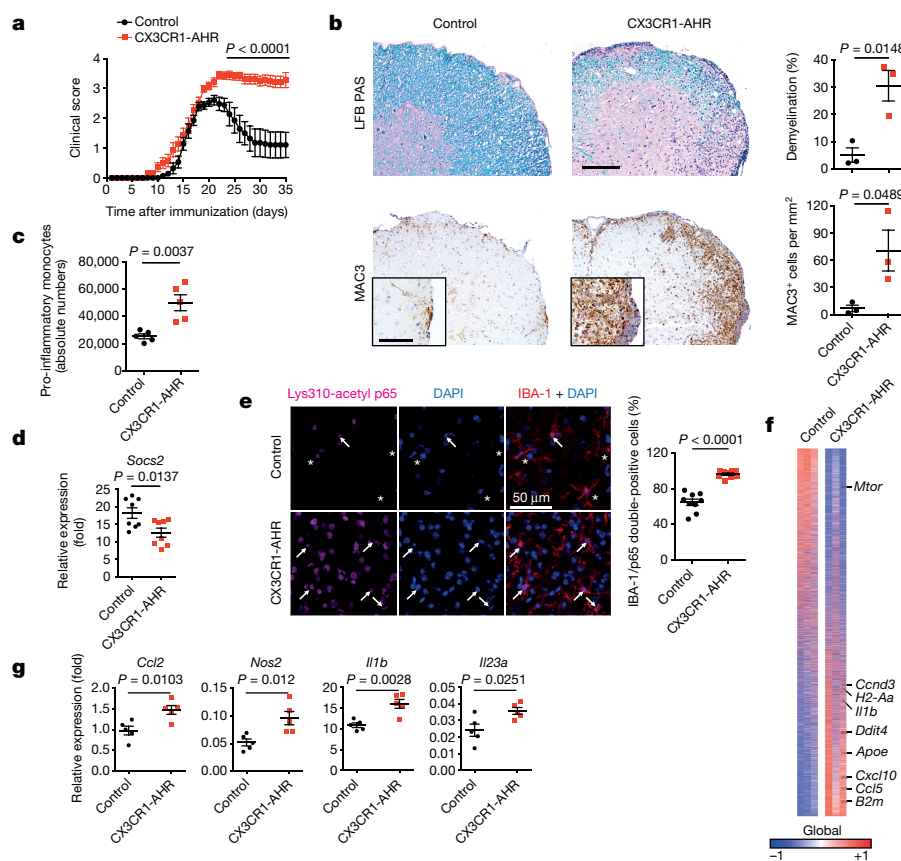 a
Control
CX3CR1-AHR
P < 0.0001
Clinical score
4
3
2
1
0
0 5 10 15 20 25 30 35
Time after immunization (days)
b
Control
CX3CR1-AHR
LFB PAS
MAC3
P = 0.0148
Demyelination (%)
40
30
20
10
0
P = 0.0489
MAC3+ cells per mm2
120
90
60
30
0
Control
CX3CR1-AHR
c
P = 0.0037
Pro-inflammatory monocytes
(absolute numbers)
80,000
60,000
40,000
20,000
0
Control
CX3CR1-AHR
d
Socs2
P = 0.0137
Relative expression
(fold)
25
20
15
10
5
0
Control
CX3CR1-AHR
e
Lys310-acetyl p65
DAPI
IBA-1 + DAPI
Control
CX3CR1-AHR
* * *
* * *
* * *
50 μm
P < 0.0001
IBA-1/p65 double-positive cells (%)
120
90
60
30
0
Control
CX3CR1-AHR
f
Control
CX3CR1-AHR
Mtor
Ccnd3
H2-Aa
Il1b
Ddit4
Apoe
Cxcl10
Ccl5
B2m
Global
−1 +1
g
Relative expression (fold)
Ccl2
P = 0.0103
2.0
1.5
1.0
0.5
0.0
Control
CX3CR1-AHR
Nos2
P = 0.012
0.15
0.10
0.05
0.00
Control
CX3CR1-AHR
Il1b
P = 0.0028
20
15
10
5
0
Control
CX3CR1-AHR
Il23a
P = 0.0251
0.05
0.04
0.03
0.02
0.01
0.00
Control
CX3CR1-AHR